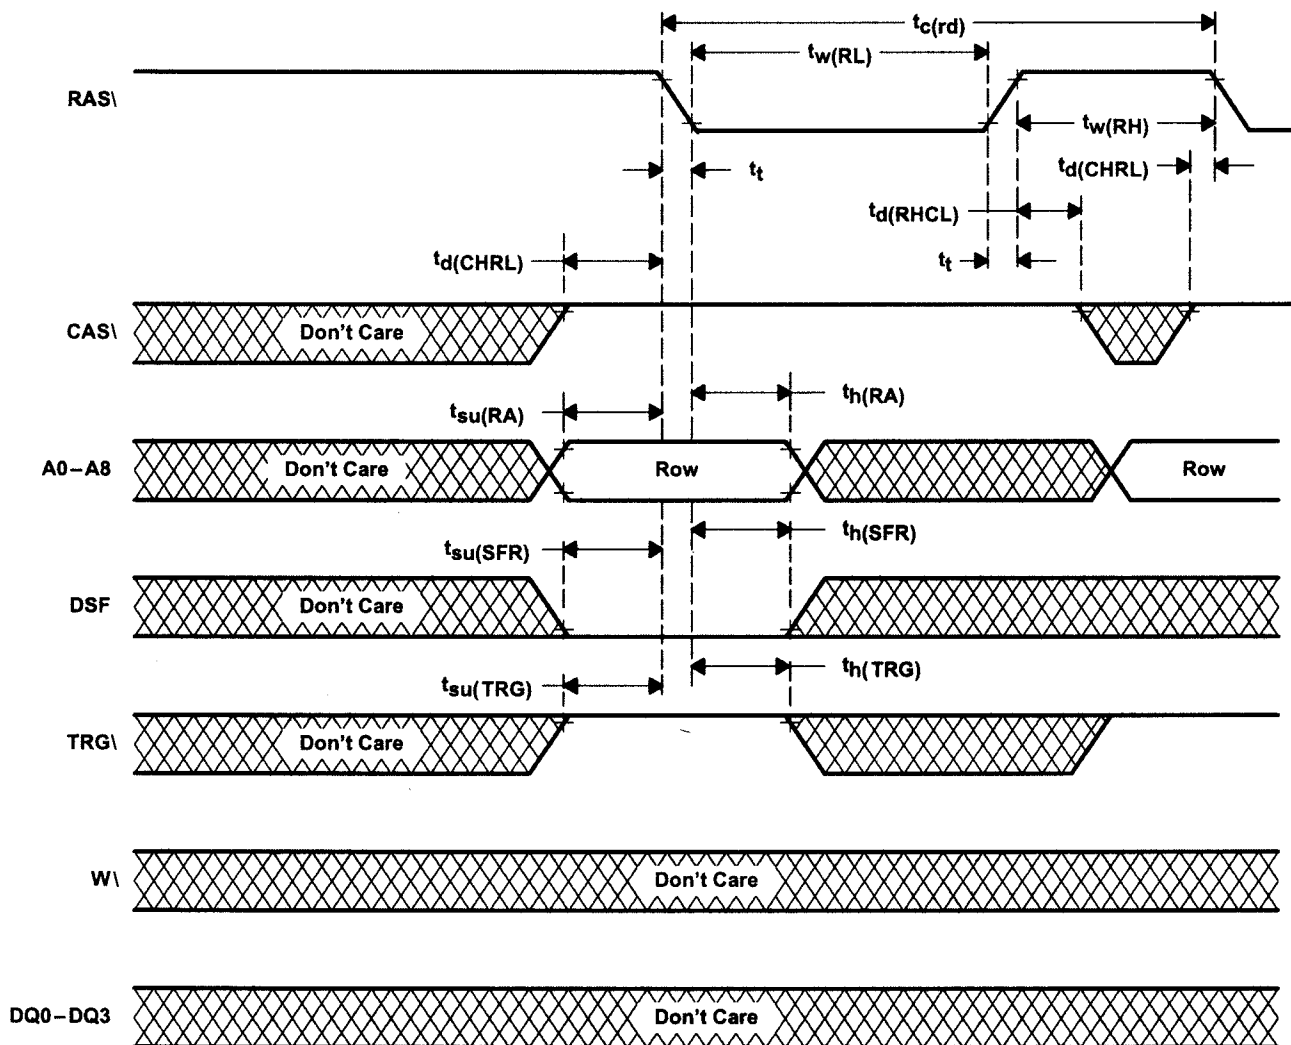 tc(rd)
tw(RL)
RAS\
tw(RH)
tt
td(CHRL)
td(RHCL)
td(CHRL)
tt
CAS\
Don't Care
tsu(RA)
th(RA)
A0–A8
Don't Care
Row
Row
tsu(SFR)
th(SFR)
DSF
Don't Care
tsu(TRG)
th(TRG)
TRG\
Don't Care
W\
Don't Care
DQ0–DQ3
Don't Care